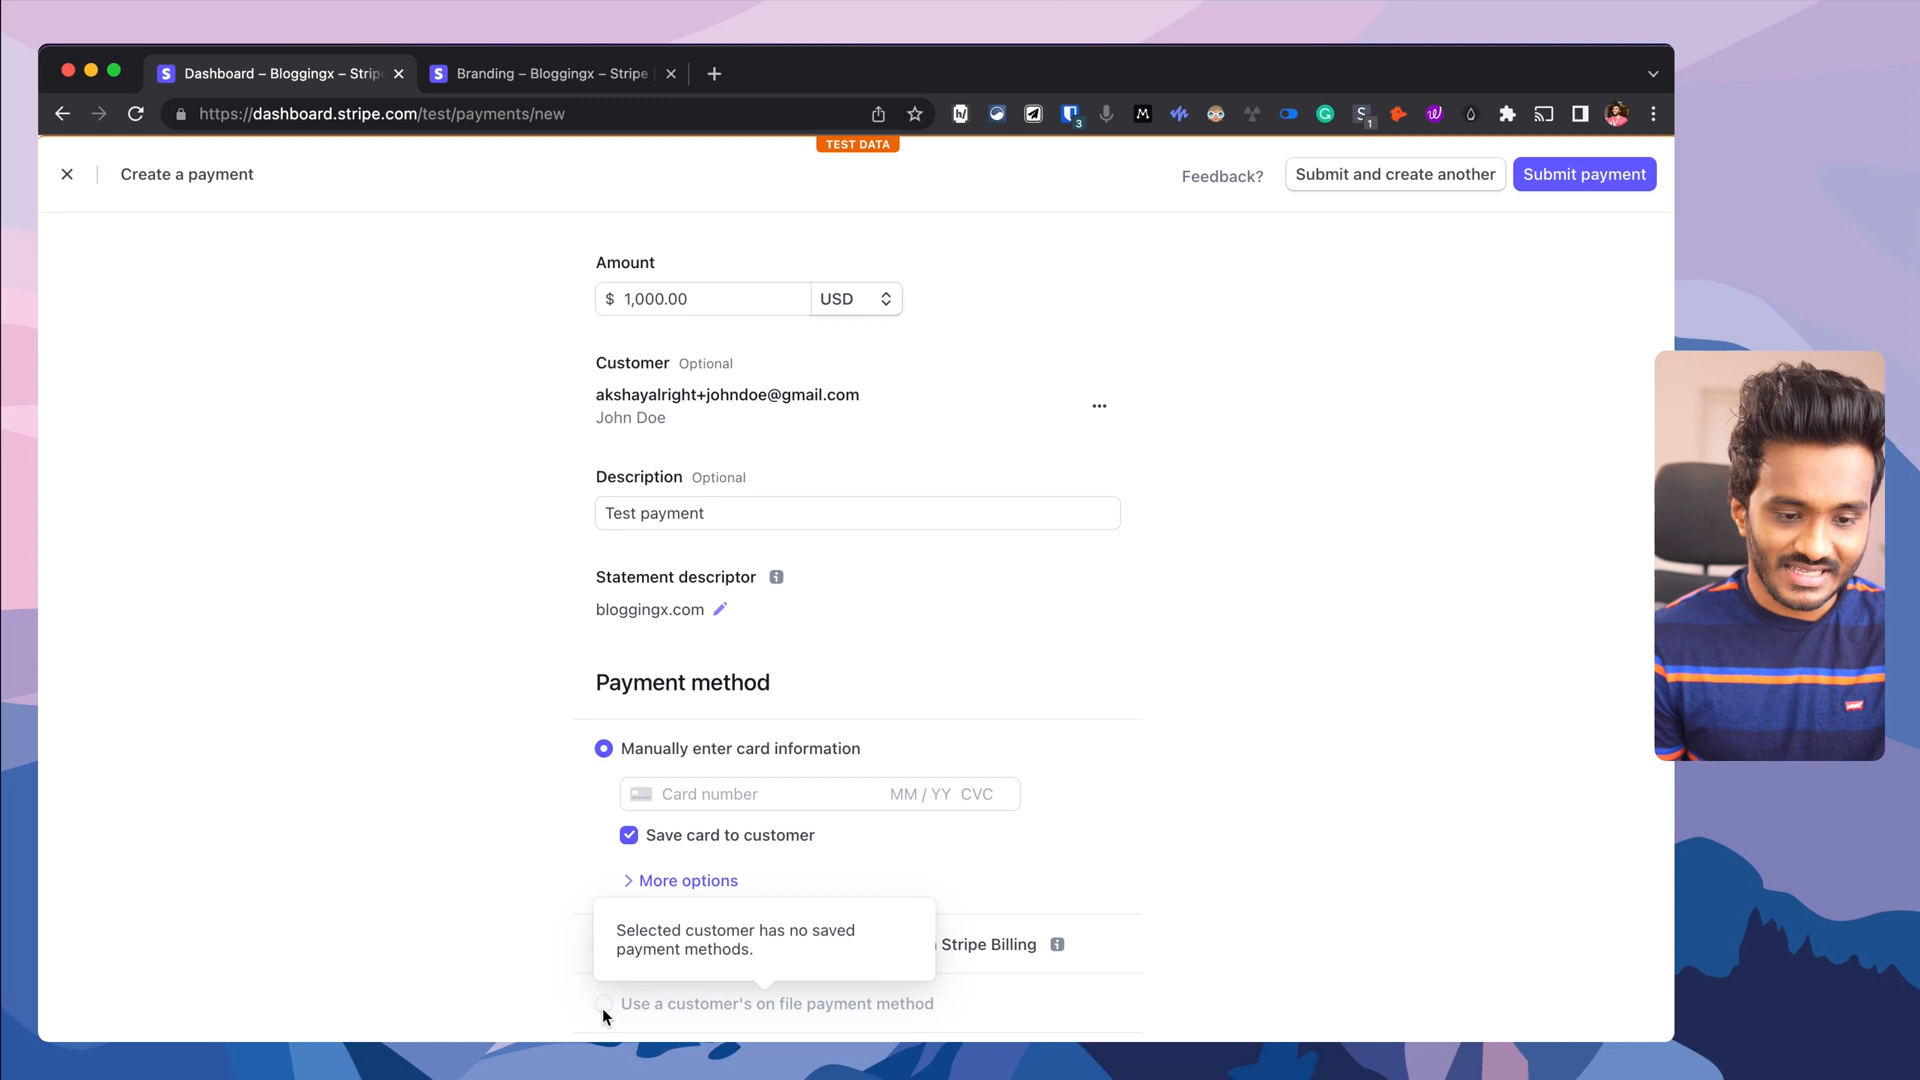 Dashboard – Bloggingx – Strip
Branding – Bloggingx – Stripe
https://dashboard.stripe.com/test/payments/new
3
1
TEST DATA
Create a payment
Feedback?
Submit and create another
Submit payment
Amount
$ 1,000.00
USD
Customer Optional
akshayalright+johndoe@gmail.com
John Doe
Description Optional
Test payment
Statement descriptor
bloggingx.com
Payment method
Manually enter card information
Card number MM / YY CVC
Save card to customer
More options
Selected customer has no saved
payment methods.
Stripe Billing
Use a customer's on file payment method